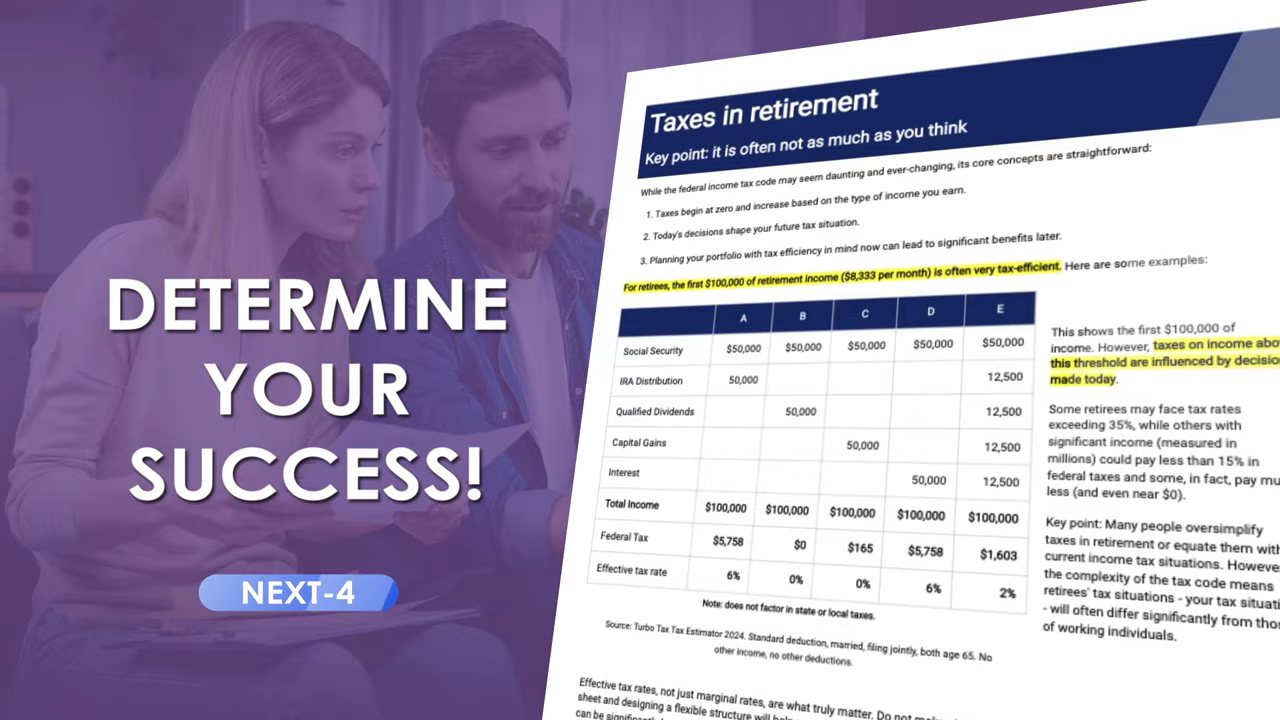 DETERMINE
YOUR
SUCCESS!
NEXT-4
Taxes in retirement
Key point: it is often not as much as you think
While the federal income tax code may seem daunting and ever-changing, its core concepts are straightforward:
1. Taxes begin at zero and increase based on the type of income you earn.
2. Today's decisions shape your future tax situation.
3. Planning your portfolio with tax efficiency in mind now can lead to significant benefits later.
For retirees, the first $100,000 of retirement income ($8,333 per month) is often very tax-efficient. Here are some examples:
A B C D E
Social Security $50,000 $50,000 $50,000 $50,000 $50,000
IRA Distribution 50,000 12,500
Qualified Dividends 50,000 12,500
Capital Gains 50,000 12,500
Interest 50,000 12,500
Total Income $100,000 $100,000 $100,000 $100,000 $100,000
Federal Tax $5,758 $0 $165 $5,758 $1,603
Effective tax rate 6% 0% 0% 6% 2%
Note: does not factor in state or local taxes.
Source: Turbo Tax Tax Estimator 2024. Standard deduction, married, filing jointly, both age 65. No
other income, no other deductions.
This shows the first $100,000 of
income. However, taxes on income
this threshold are influenced by
made today.
Some retirees may face tax rates
exceeding 35%, while others with
significant income (measured in
millions) could pay less than 15% in
federal taxes and some, in fact, pay
less (and even near $0).
Key point: Many people oversimplify
taxes in retirement or equate them with
current income tax situations. However
the complexity of the tax code means
retirees' tax situations - your tax
- will often differ significantly from
of working individuals.
Effective tax rates, not just marginal rates, are what truly matter. Do not
sheet and designing a flexible structure will
can be